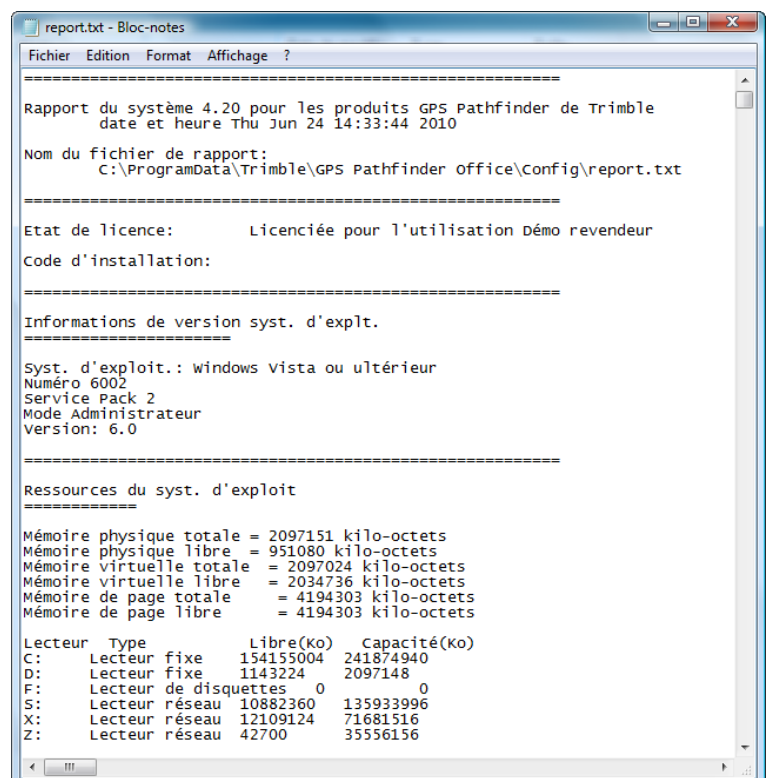 report.txt - Bloc-notes
Fichier Edition Format Affichage ?
=========================================================
Rapport du système 4.20 pour les produits GPS Pathfinder de Trimble
date et heure Thu Jun 24 14:33:44 2010
Nom du fichier de rapport:
C:\ProgramData\Trimble\GPS Pathfinder Office\Config\report.txt
=========================================================
Etat de licence: Licenciée pour l'utilisation Démo revendeur
Code d'installation:
=========================================================
Informations de version syst. d'explt.
======================
Syst. d'exploit.: Windows Vista ou ultérieur
Numéro 6002
Service Pack 2
Mode Administrateur
Version: 6.0
=========================================================
Ressources du syst. d'exploit
============
Mémoire physique totale = 2097151 kilo-octets
Mémoire physique libre = 951080 kilo-octets
Mémoire virtuelle totale = 2097024 kilo-octets
Mémoire virtuelle libre = 2034736 kilo-octets
Mémoire de page totale = 4194303 kilo-octets
Mémoire de page libre = 4194303 kilo-octets
Lecteur Type Libre(Ko) Capacité(Ko)
C: Lecteur fixe 154155004 241874940
D: Lecteur fixe 1143224 2097148
F: Lecteur de disquettes 0 0
S: Lecteur réseau 10882360 135933996
X: Lecteur réseau 12109124 71681516
Z: Lecteur réseau 42700 35556156